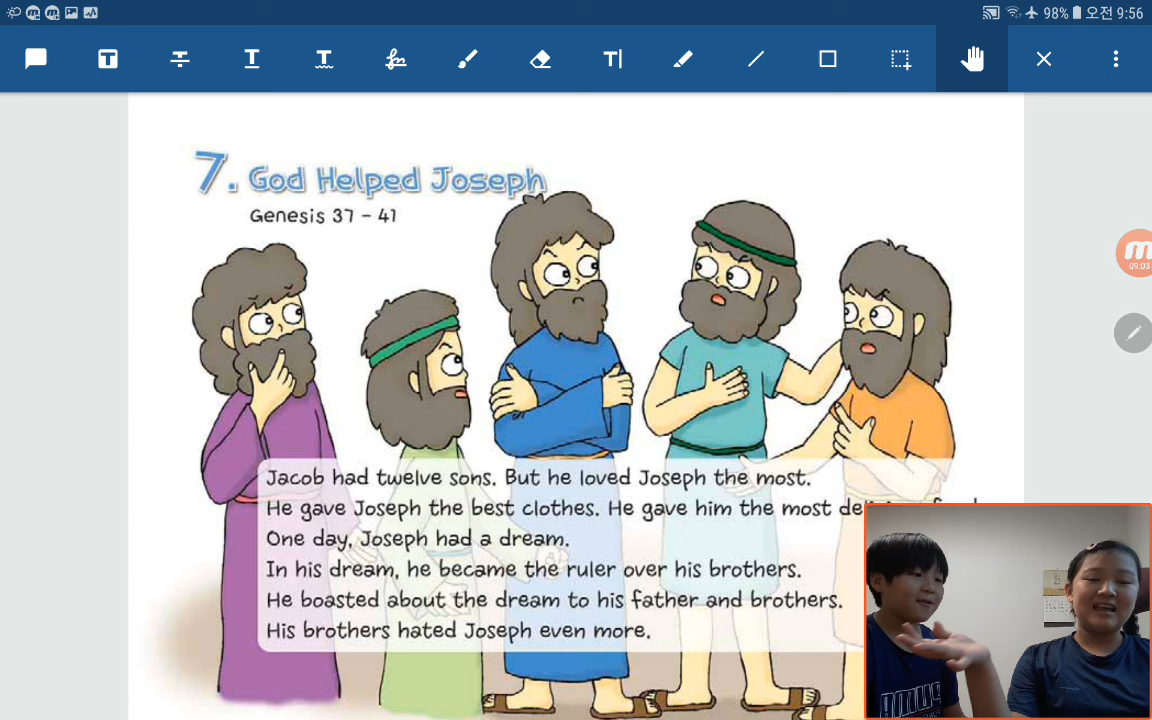 98% 오전 9:56
7. God Helped Joseph
Genesis 37 - 41
Jacob had twelve sons. But he loved Joseph the most.
He gave Joseph the best clothes. He gave him the most
One day, Joseph had a dream.
In his dream, he became the ruler over his brothers.
He boasted about the dream to his father and brothers.
His brothers hated Joseph even more.
09:03